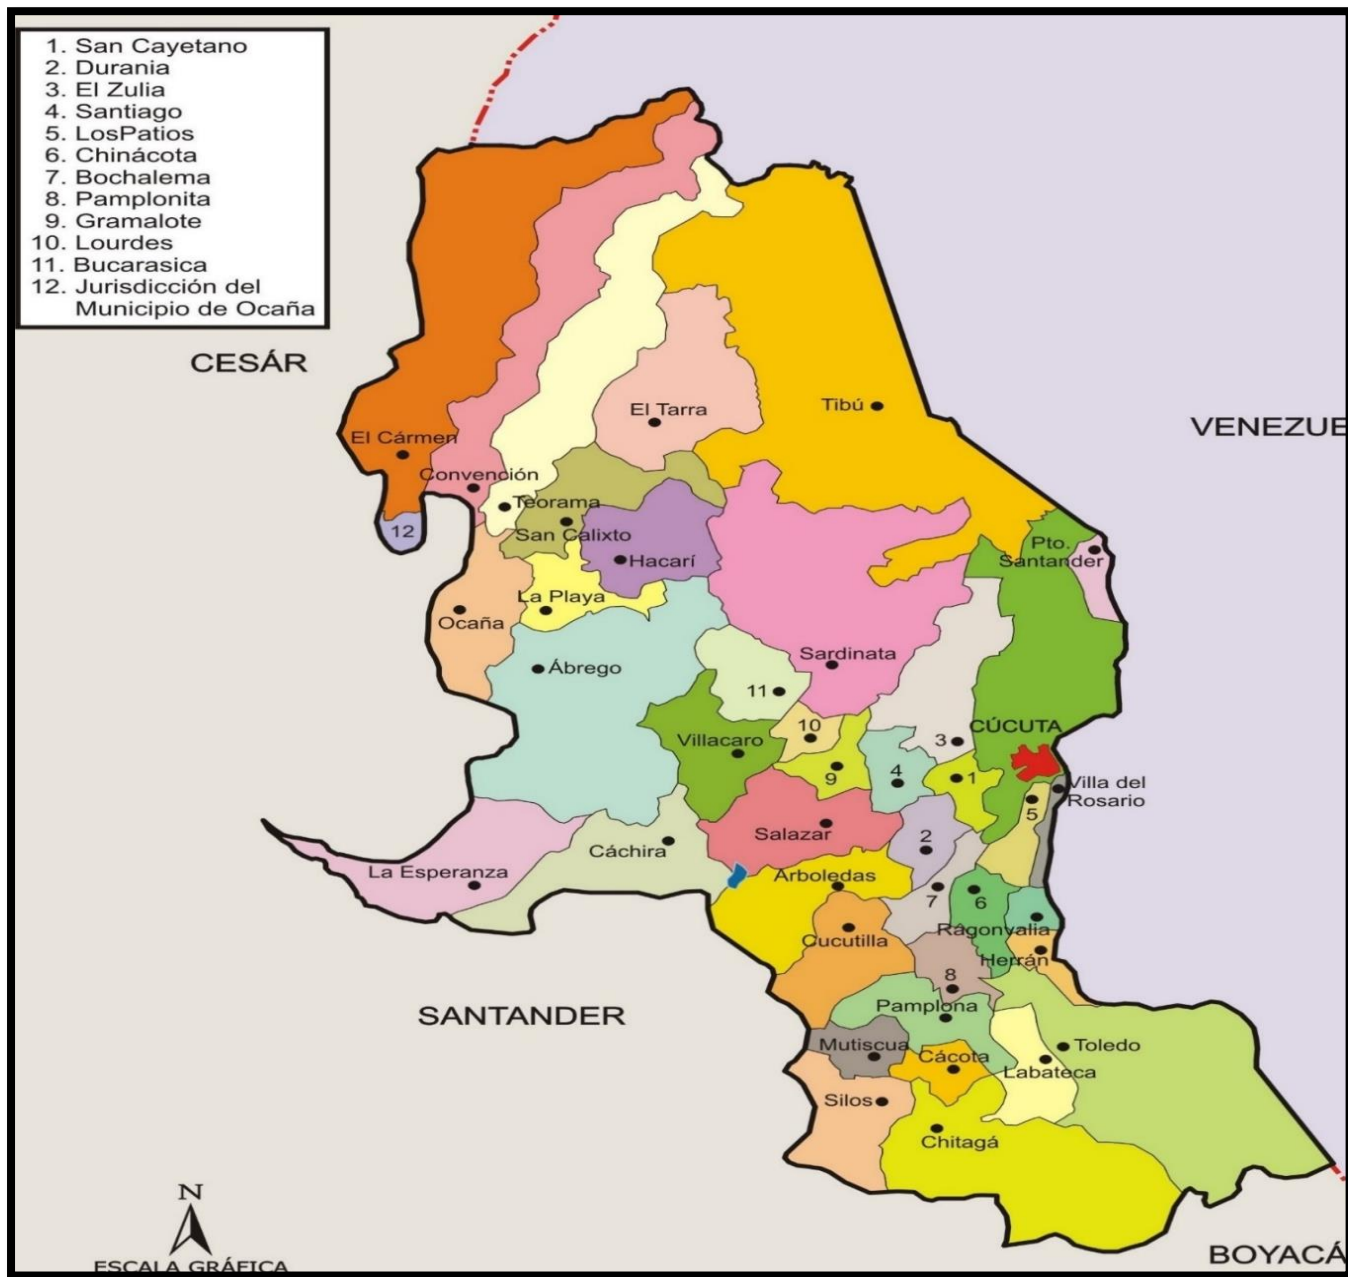 1. San Cayetano
2. Durania
3. El Zulia
4. Santiago
5. LosPatios
6. Chinácota
7. Bochalema
8. Pamplonita
9. Gramalote
10. Lourdes
11. Bucarasica
12. Jurisdicción del
Municipio de Ocaña
CESÁR
VENEZUE
El Tarra
Tibú
El Cármen
Convención
Teorama
12
San Calixto
Pto.
Santander
Hacarí
La Playa
Ocaña
Ábrego
Sardinata
11
10
Villacaro
3
CÚCUTA
9
4
1
Villa del
Rosario
5
Salazar
2
Cáchira
La Esperanza
Arboledas
7
6
Ragonvalia
Cucutilla
Herrán
8
Pamplona
SANTANDER
Mutiscua
Cácota
Toledo
Labateca
Silos
Chitagá
N
ESCALA GRÁFICA
BOYACÁ